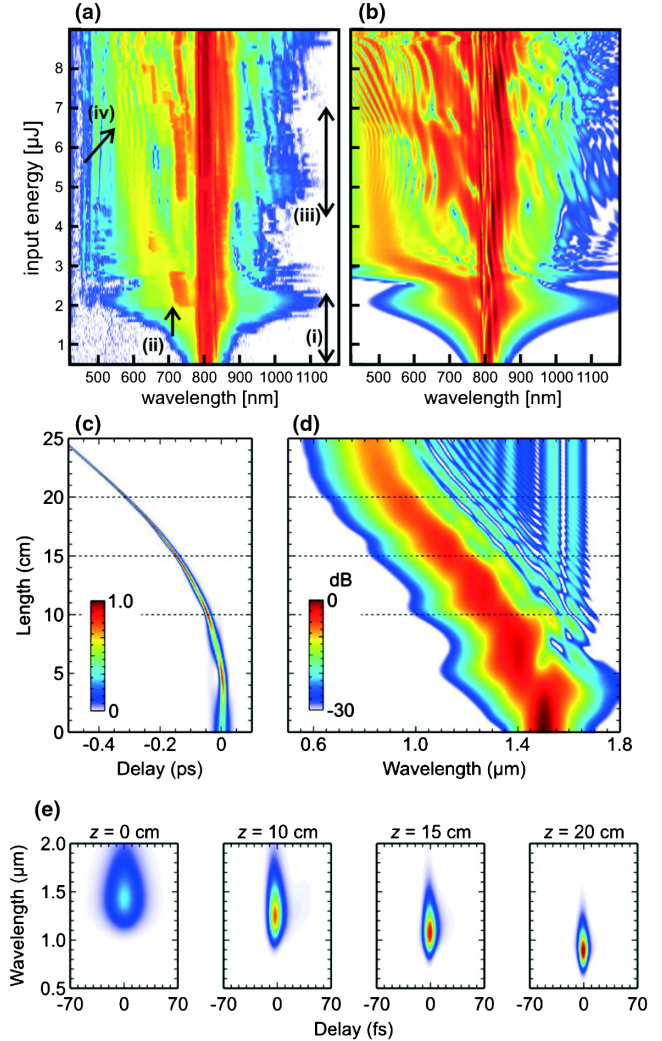 (a)
(b)
8
7
6
5
4
3
2
1
input energy [µJ]
(iv)
(iii)
(ii)
(i)
500 600 700 800 900 1000 1100
500 600 700 800 900 1000 1100
wavelength [nm]
wavelength [nm]
(c)
(d)
25
20
15
10
5
0
Length (cm)
1.0
0
dB
0
-30
-0.4 -0.2 0
0.6 1.0 1.4 1.8
Delay (ps)
Wavelength (µm)
(e)
z = 0 cm
z = 10 cm
z = 15 cm
z = 20 cm
2.0
1.5
1.0
0.5
Wavelength (µm)
-70 0 70
-70 0 70
-70 0 70
-70 0 70
Delay (fs)